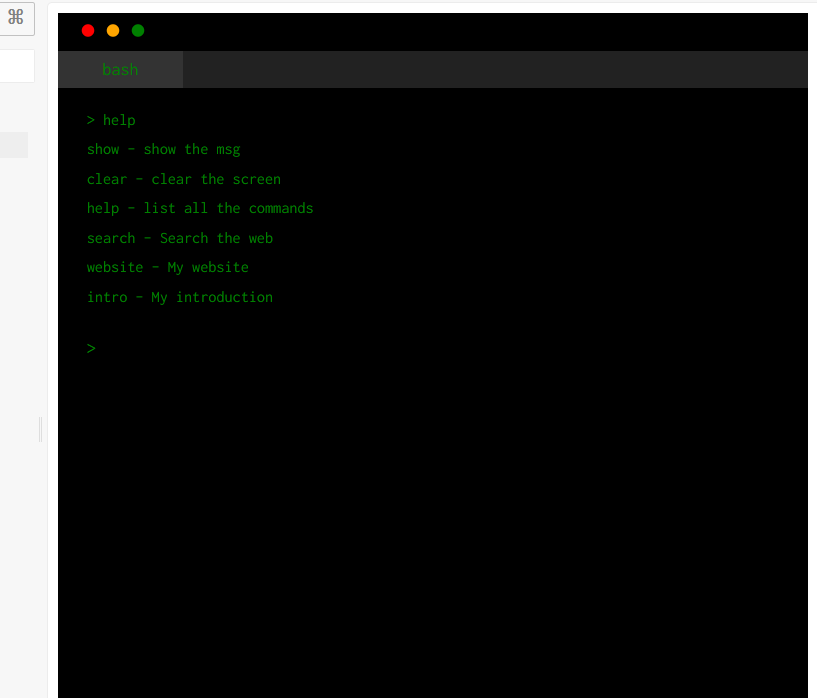 ⌘
bash
> help
show - show the msg
clear - clear the screen
help - list all the commands
search - Search the web
website - My website
intro - My introduction
>